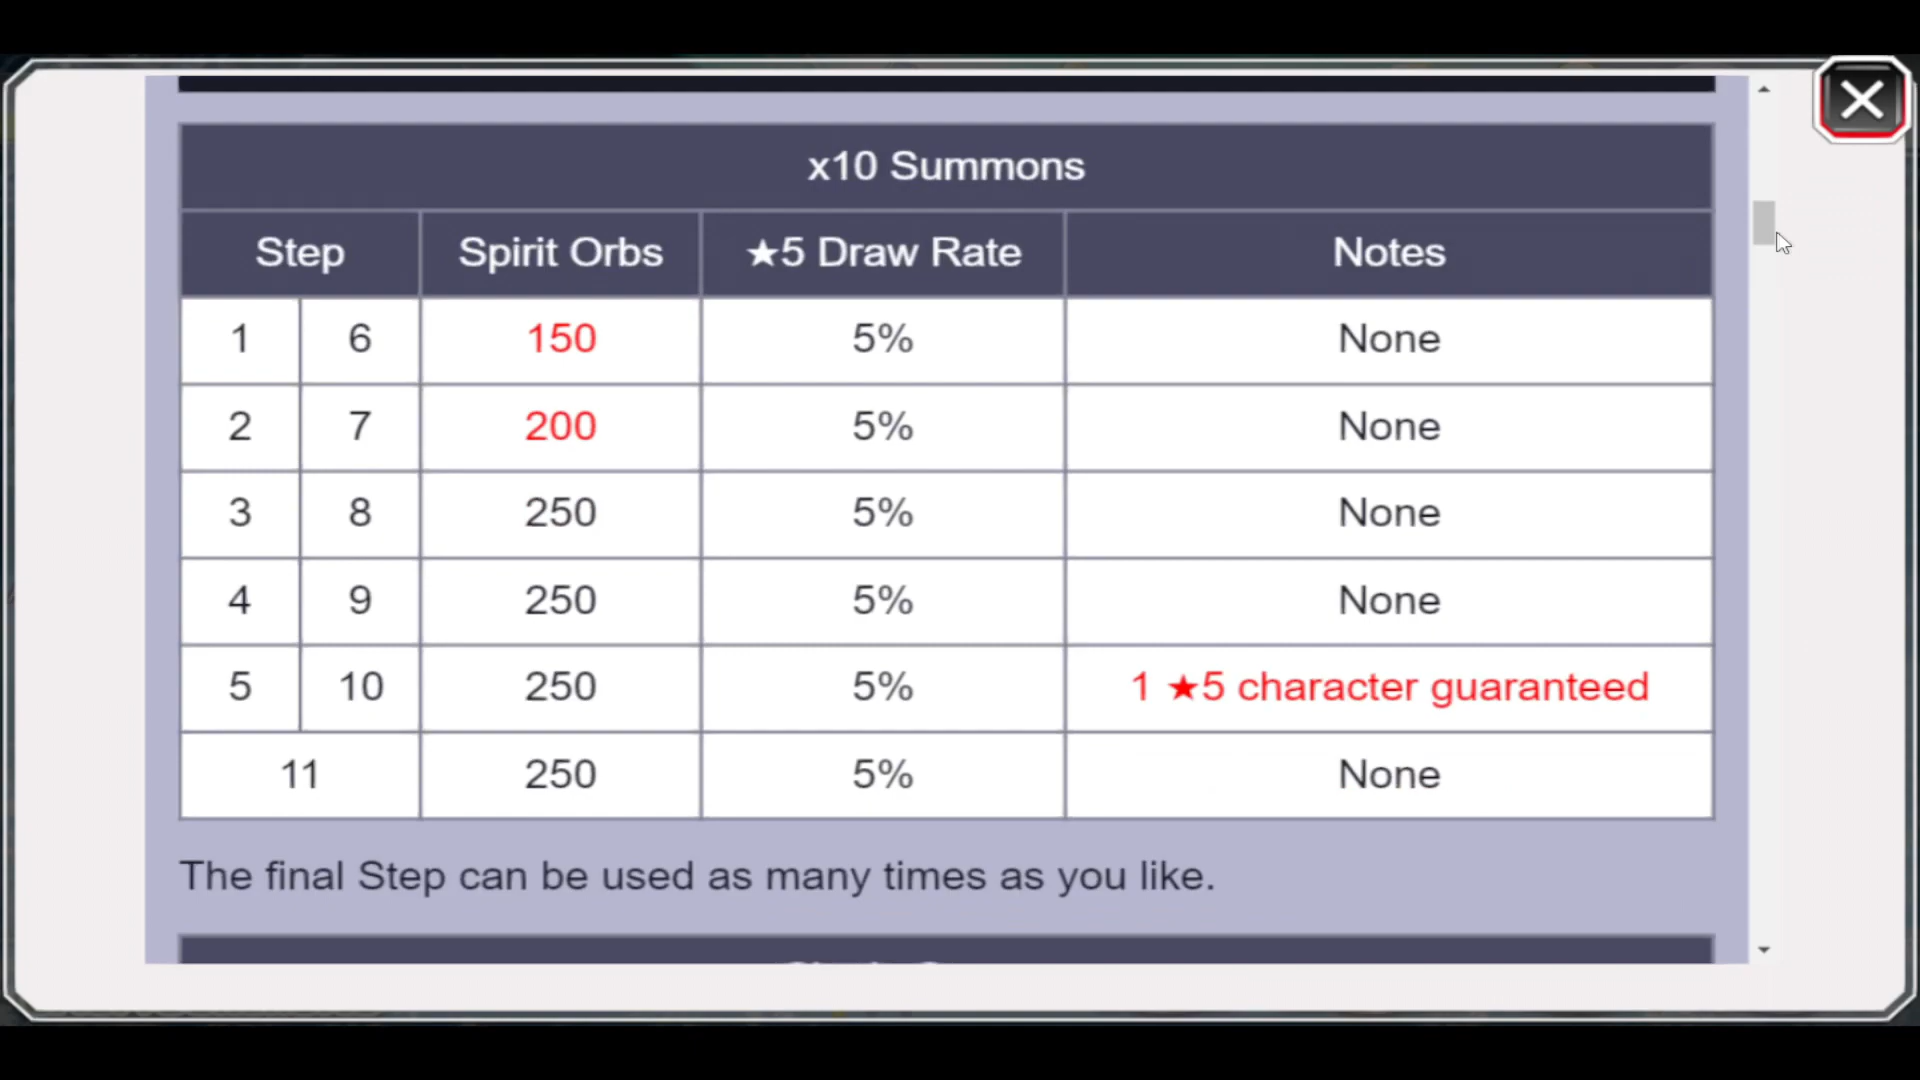 x10 Summons
Step Spirit Orbs ★5 Draw Rate Notes
1 6 150 5% None
2 7 200 5% None
3 8 250 5% None
4 9 250 5% None
5 10 250 5% 1 ★5 character guaranteed
11 250 5% None
The final Step can be used as many times as you like.